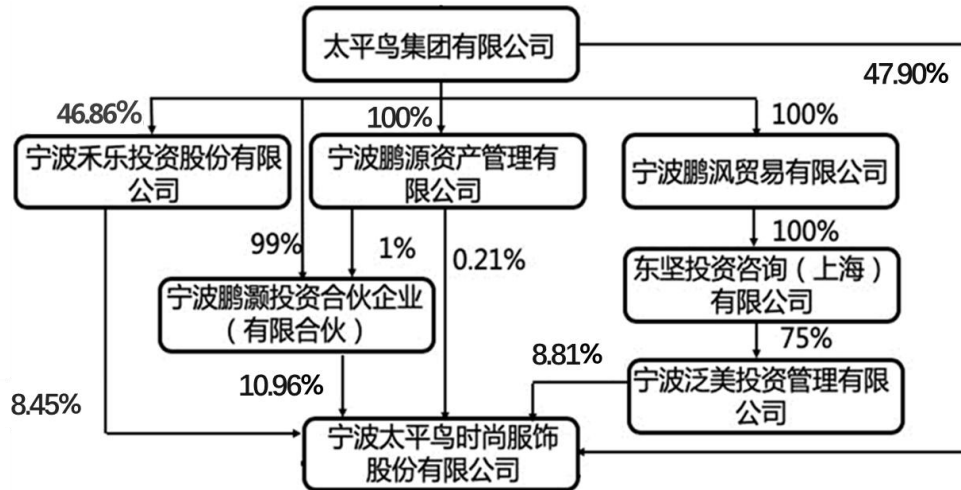 太平鸟集团有限公司
47.90%
46.86%
100%
100%
宁波禾乐投资股份有限
公司
宁波鹏源资产管理有
限公司
宁波鹏沨贸易有限公司
99%
1%
0.21%
100%
宁波鹏灏投资合伙企业
（有限合伙）
东坚投资咨询（上海）
有限公司
75%
8.81%
10.96%
8.45%
宁波泛美投资管理有限
公司
宁波太平鸟时尚服饰
股份有限公司